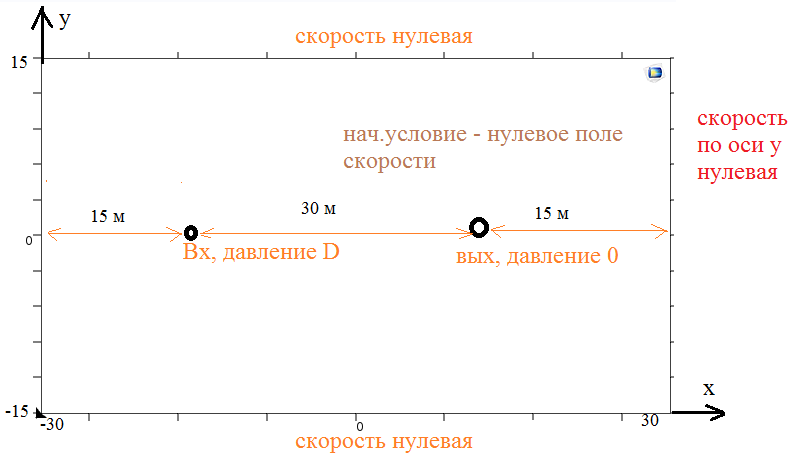 y
скорость нулевая
15
скорость
по оси у
нулевая
нач.условие - нулевое поле
скорости
15 м
30 м
15 м
0
Вх, давление D
вых, давление 0
x
-15
-30
0
30
скорость нулевая